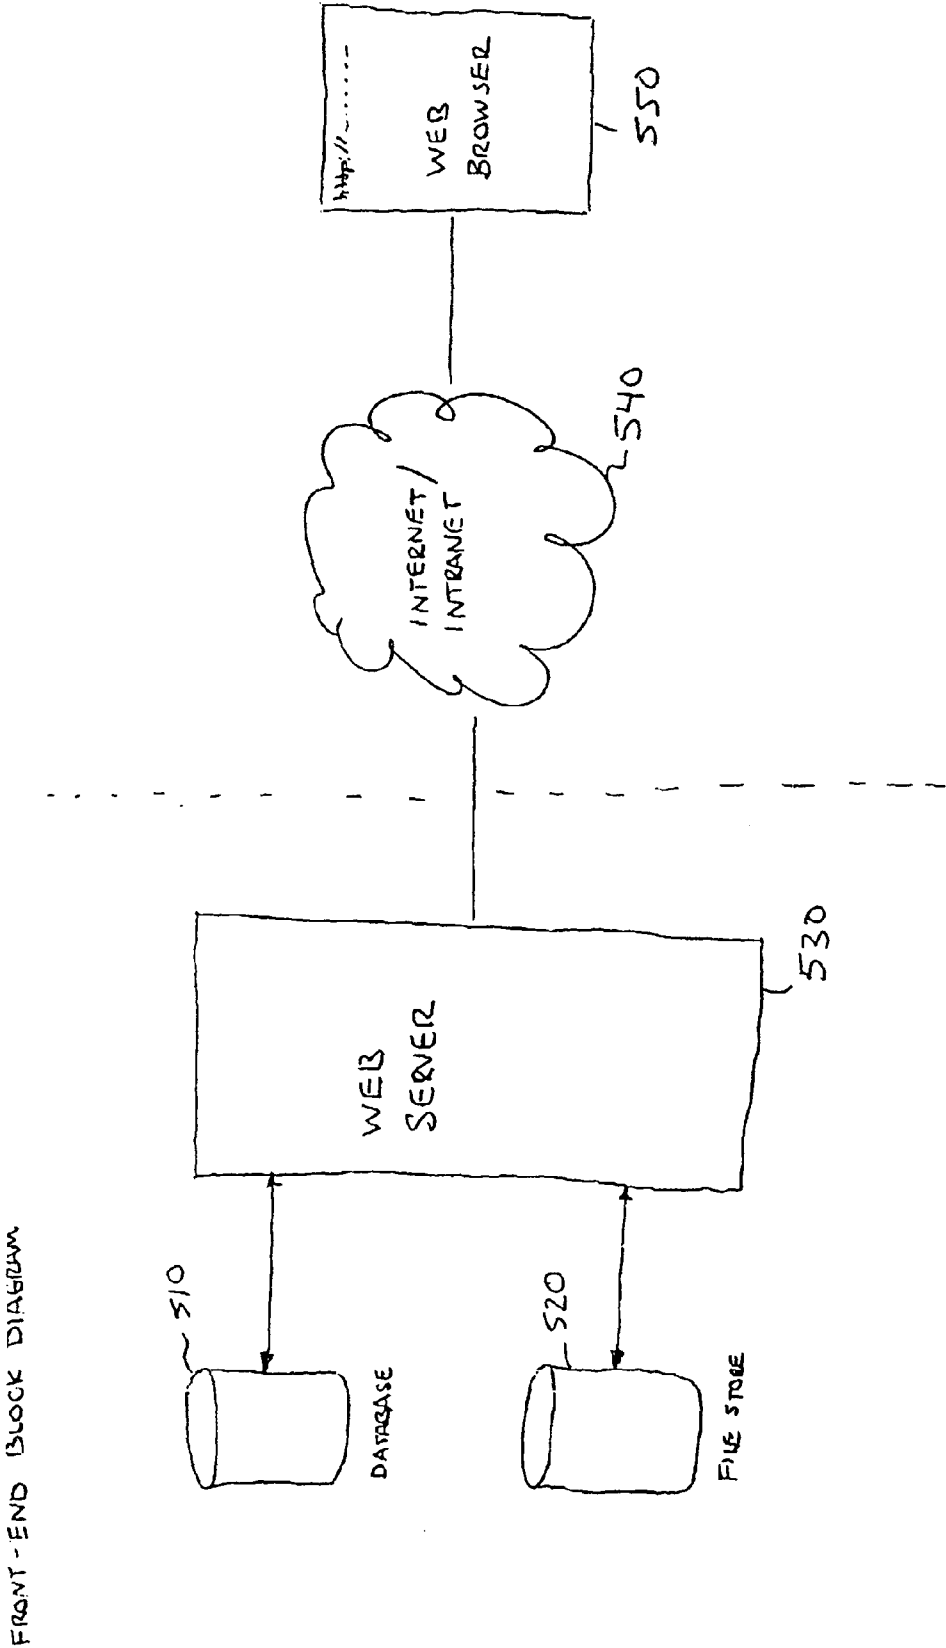 FRONT-END BLOCK DIAGRAM
510
DATABASE
520
FILE STORE
WEB
SERVER
530
INTERNET/
INTRANET
540
http://
WEB
BROWSER
550